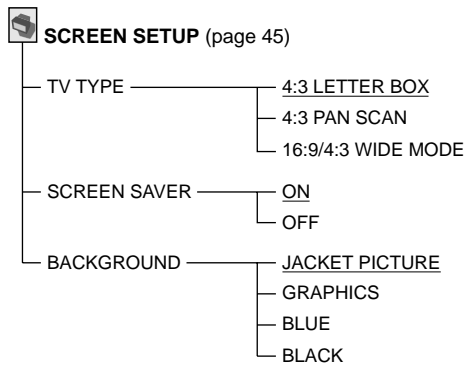 SCREEN SETUP (page 45)
TV TYPE 4:3 LETTER BOX
4:3 PAN SCAN
16:9/4:3 WIDE MODE
SCREEN SAVER ON
OFF
BACKGROUND JACKET PICTURE
GRAPHICS
BLUE
BLACK